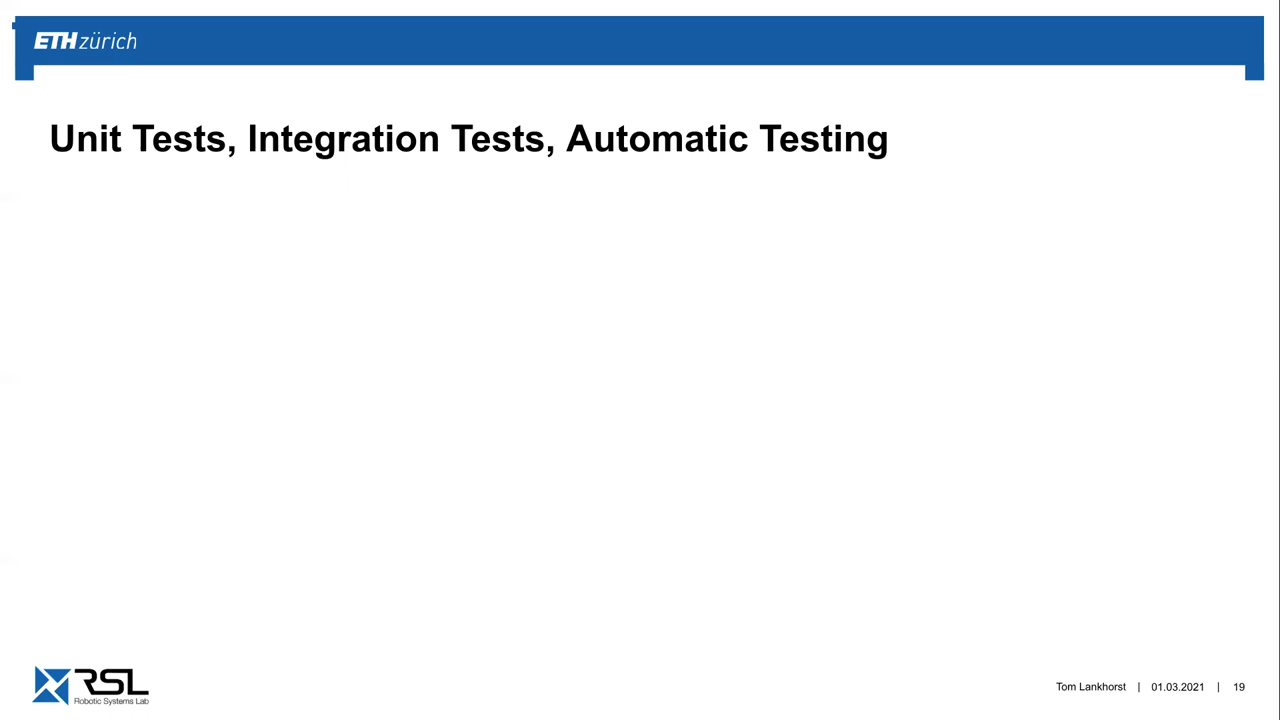 ETH zürich
Unit Tests, Integration Tests, Automatic Testing
RSL
Robotic Systems Lab
Tom Lankhorst | 01.03.2021 | 19